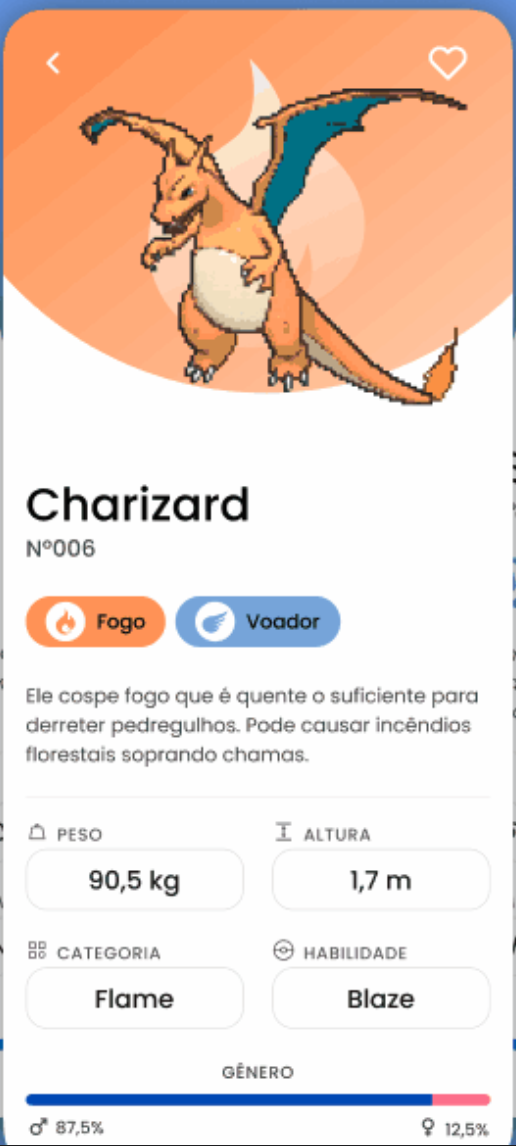 Charizard
Nº006
Fogo Voador
Ele cospe fogo que é quente o suficiente para
derreter pedregulhos. Pode causar incêndios
florestais soprando chamas.
PESO ALTURA
90,5 kg 1,7 m
CATEGORIA HABILIDADE
Flame Blaze
GÊNERO
♂ 87,5% ♀ 12,5%